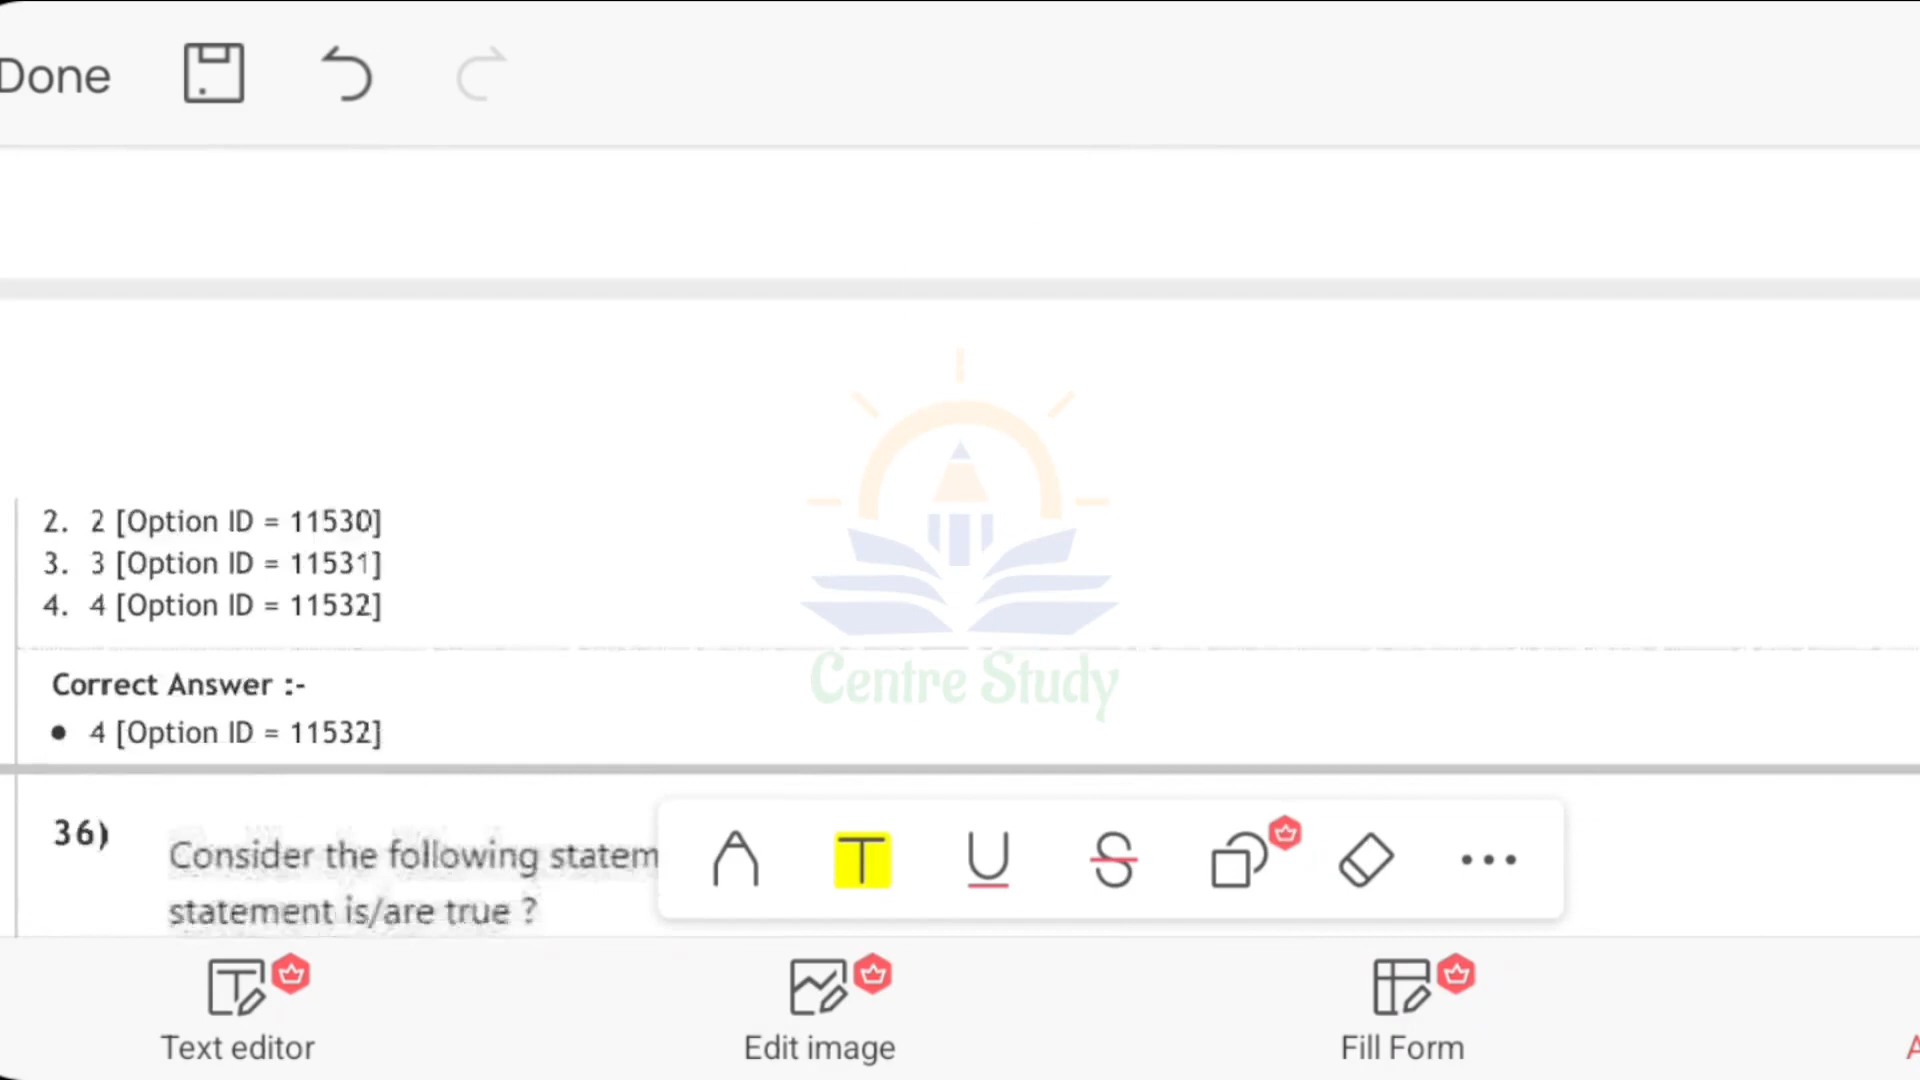 Done
2. 2 [Option ID = 11530]
3. 3 [Option ID = 11531]
4. 4 [Option ID = 11532]
Centre Study
Correct Answer :-
• 4 [Option ID = 11532]
36)
Consider the following statem
statement is/are true ?
Text editor
Edit image
Fill Form